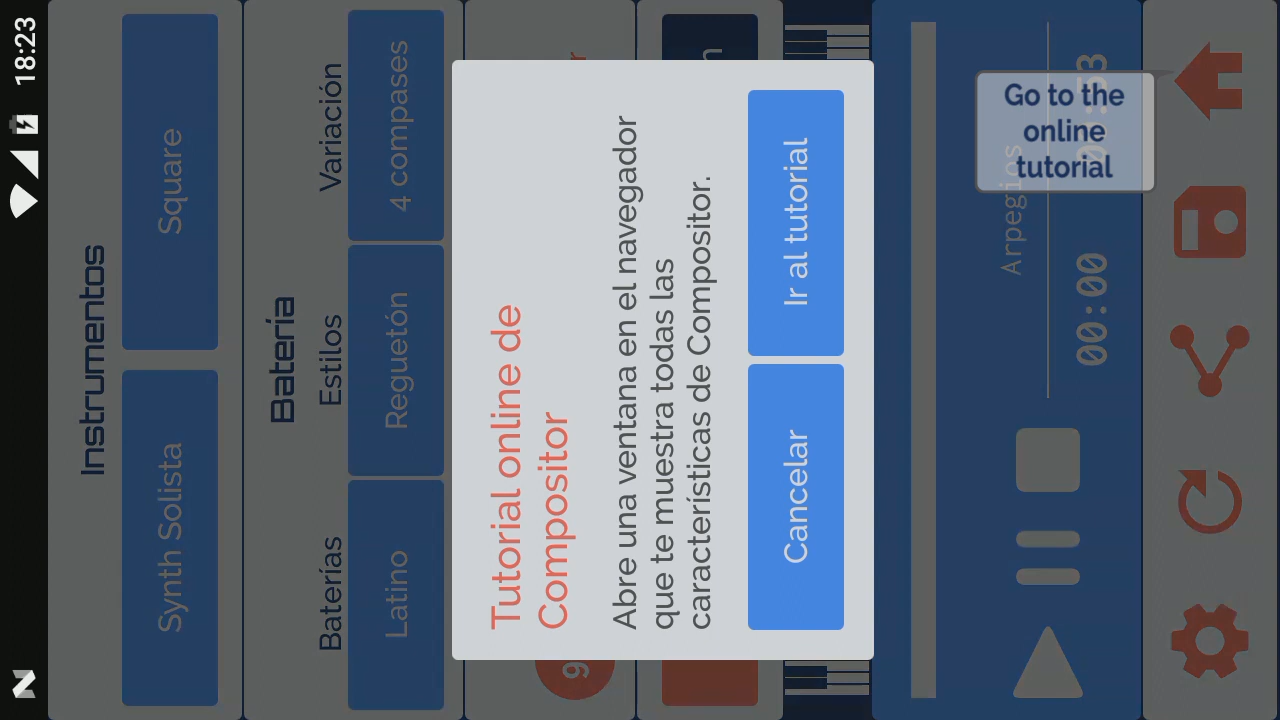 18:23
Instrumentos
Synth Solista
Square
Batería
Baterías
Estilos
Variación
Latino
Reguetón
4 compases
Tutorial online de
Compositor
Abre una ventana en el navegador
que te muestra todas las
características de Compositor.
Cancelar
Ir al tutorial
9
Arpegios
00:00
Go to the
online
tutorial